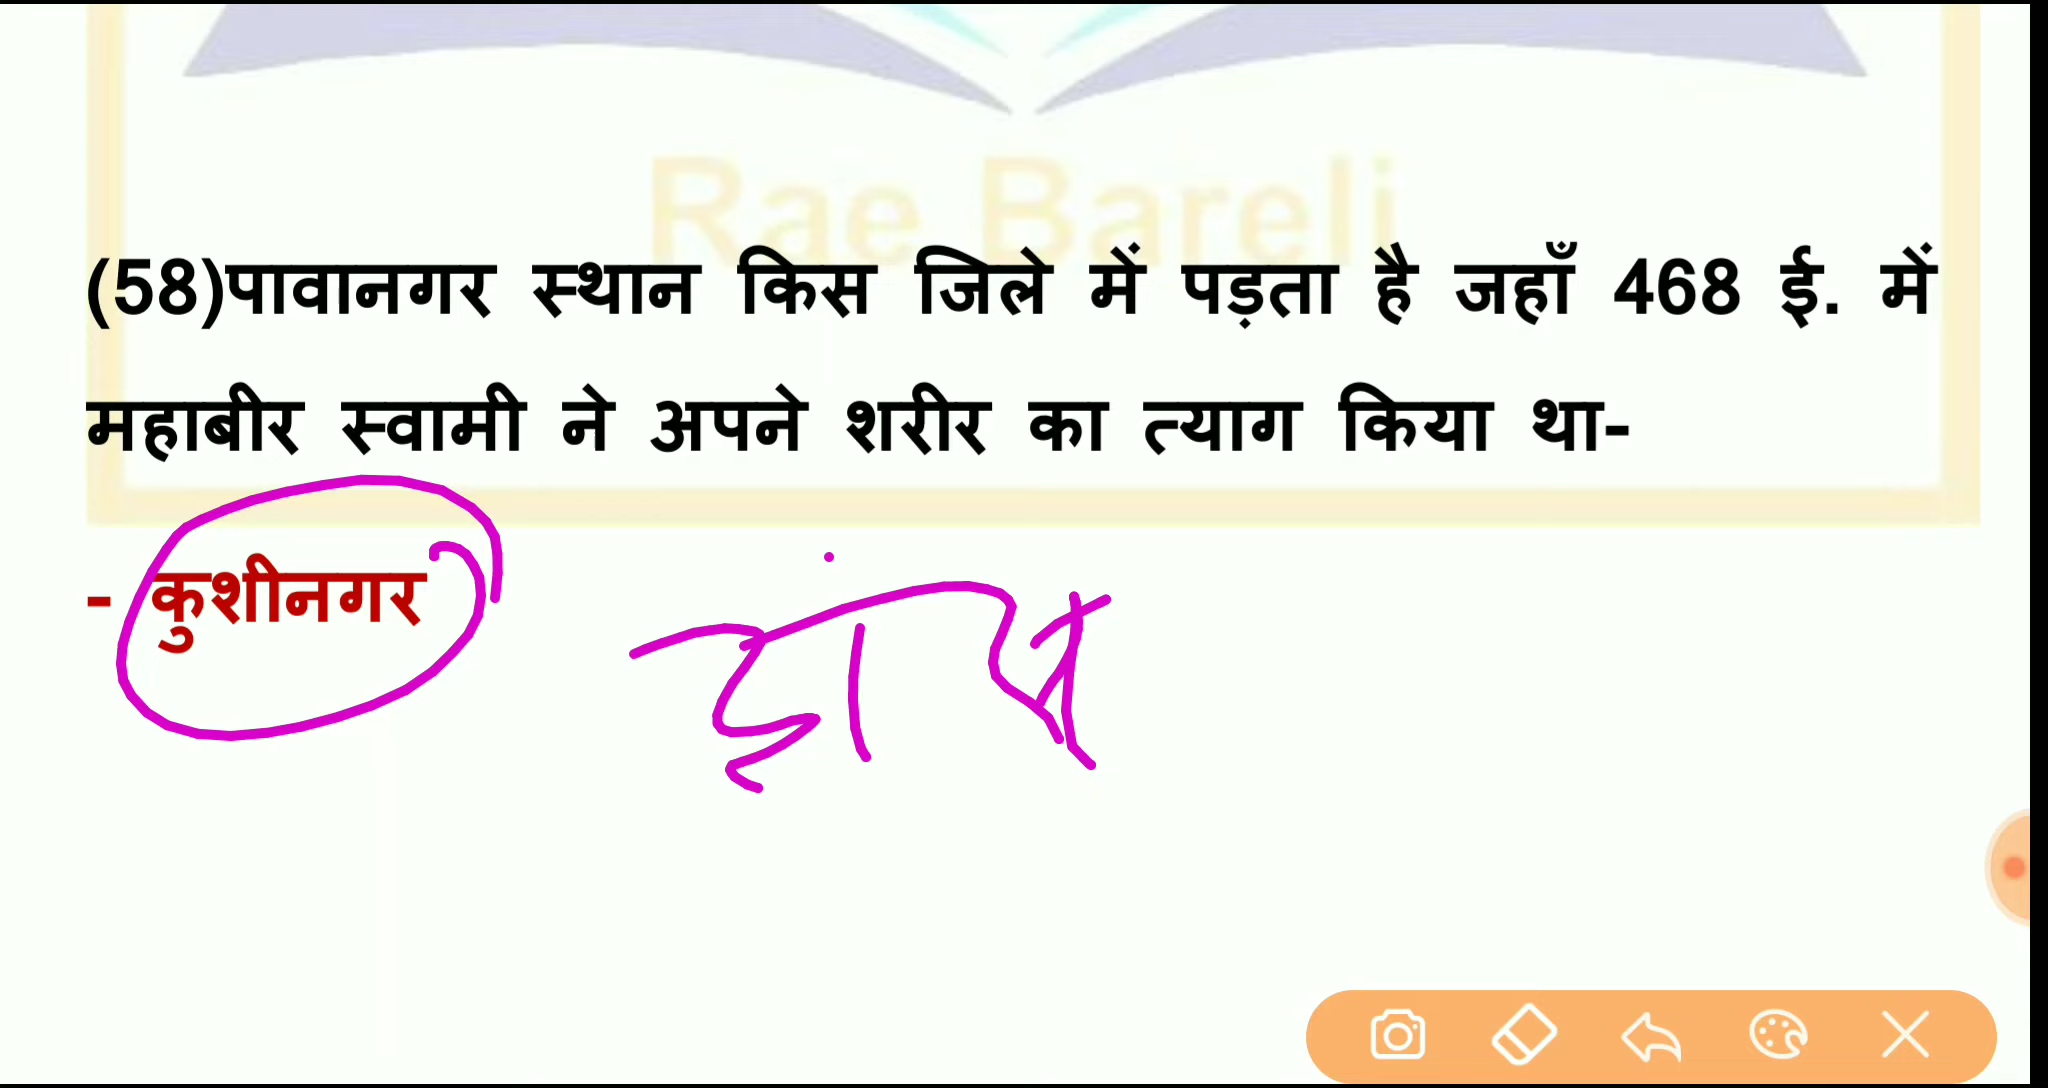 Rae Bareli
(58)पावानगर स्थान किस जिले में पड़ता है जहाँ 468 ई. में
महाबीर स्वामी ने अपने शरीर का त्याग किया था-
- कुशीनगर